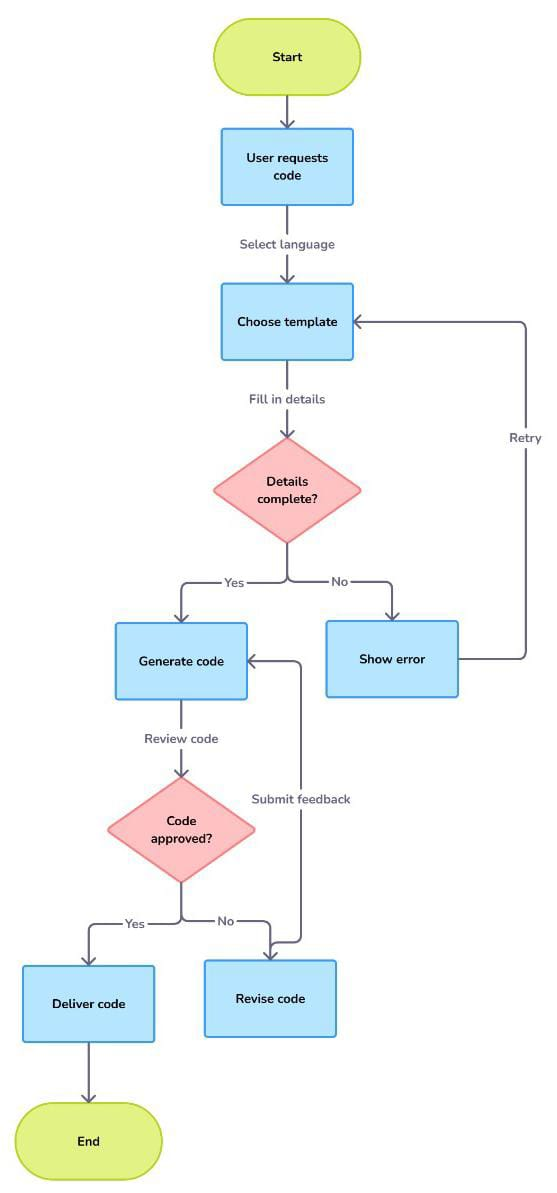 Start
User requests
code
Select language
Choose template
Fill in details
Retry
Details
complete?
Yes
No
Generate code
Show error
Review code
Submit feedback
Code
approved?
Yes
No
Deliver code
Revise code
End